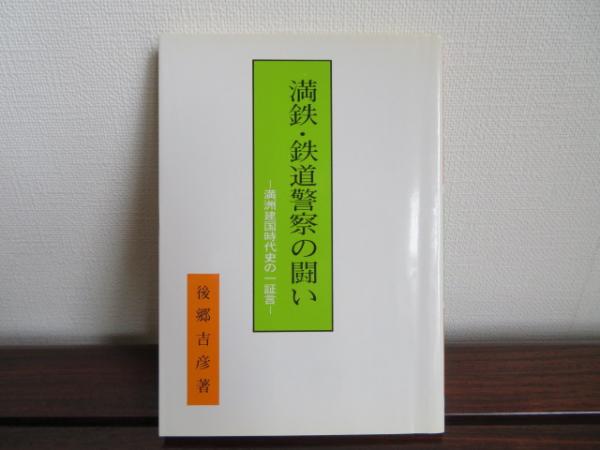 満鉄・鉄道警察の闘い
―満洲建国時代史の一証言―
後郷吉彦著